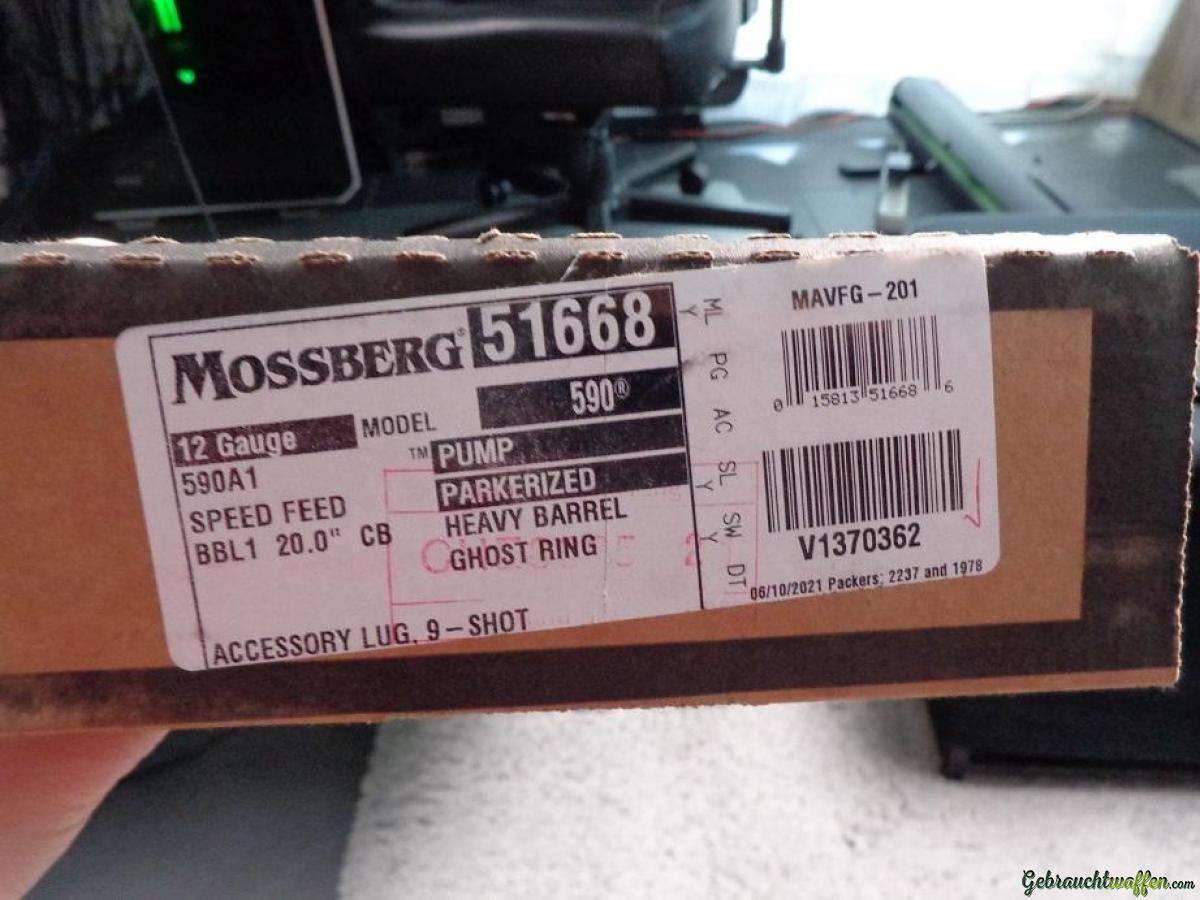 MOSSBERG® 51668
590®
12 Gauge MODEL
590A1 ™ PUMP
SPEED FEED PARKERIZED
BBL1 20.0" CB HEAVY BARREL
GHOST RING
ACCESSORY LUG, 9-SHOT
ML PG AC SL SW DT
Y Y Y
MAVFG-201
0 15813 51668 6
V1370362
06/10/2021 Packers: 2237 and 1978
Gebrauchtwaffen.com